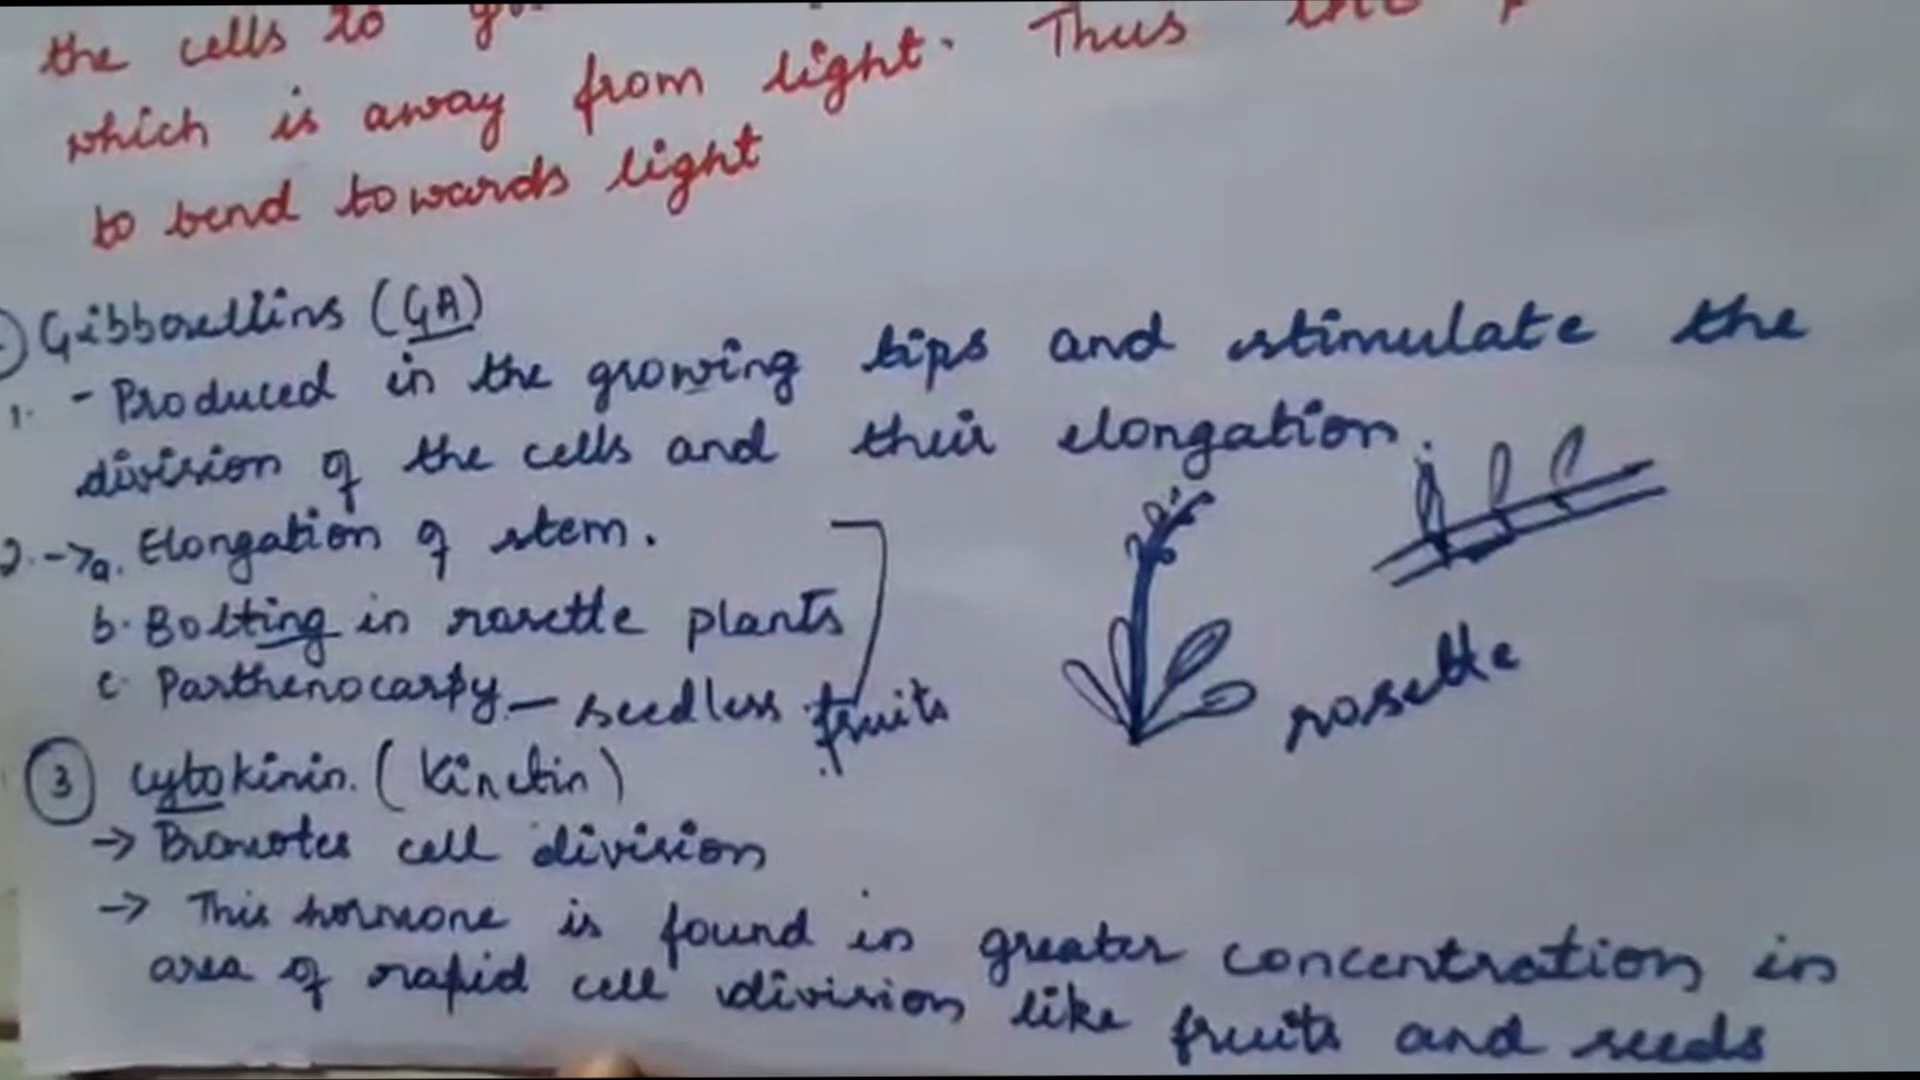 the cells to
which is away from light. Thus the
to bend towards light
Gibberellins (GA)
1. - Produced in the growing tips and stimulate the
division of the cells and their elongation.
2. -> a. Elongation of stem.
b. Bolting in rosette plants
c. Parthenocarpy - seedless fruits
rosette
3 Cytokinin. (Kinetin)
-> Promotes cell division
-> This hormone is found in greater concentration in
area of rapid cell division like fruits and seeds